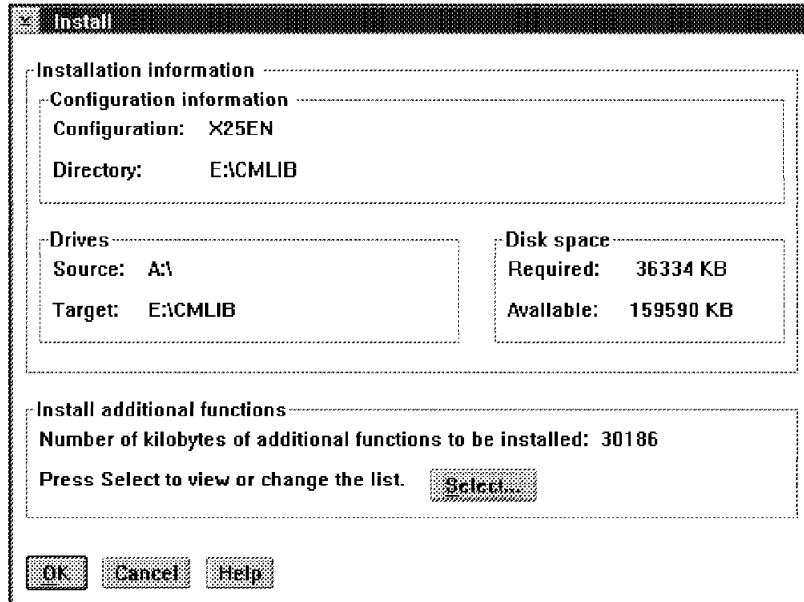 Install
Installation information
Configuration information
Configuration: X25EN
Directory: E:\CMLIB
Drives
Source: A:\
Target: E:\CMLIB
Disk space
Required: 36334 KB
Available: 159590 KB
Install additional functions
Number of kilobytes of additional functions to be installed: 30186
Press Select to view or change the list. Select...
OK Cancel Help